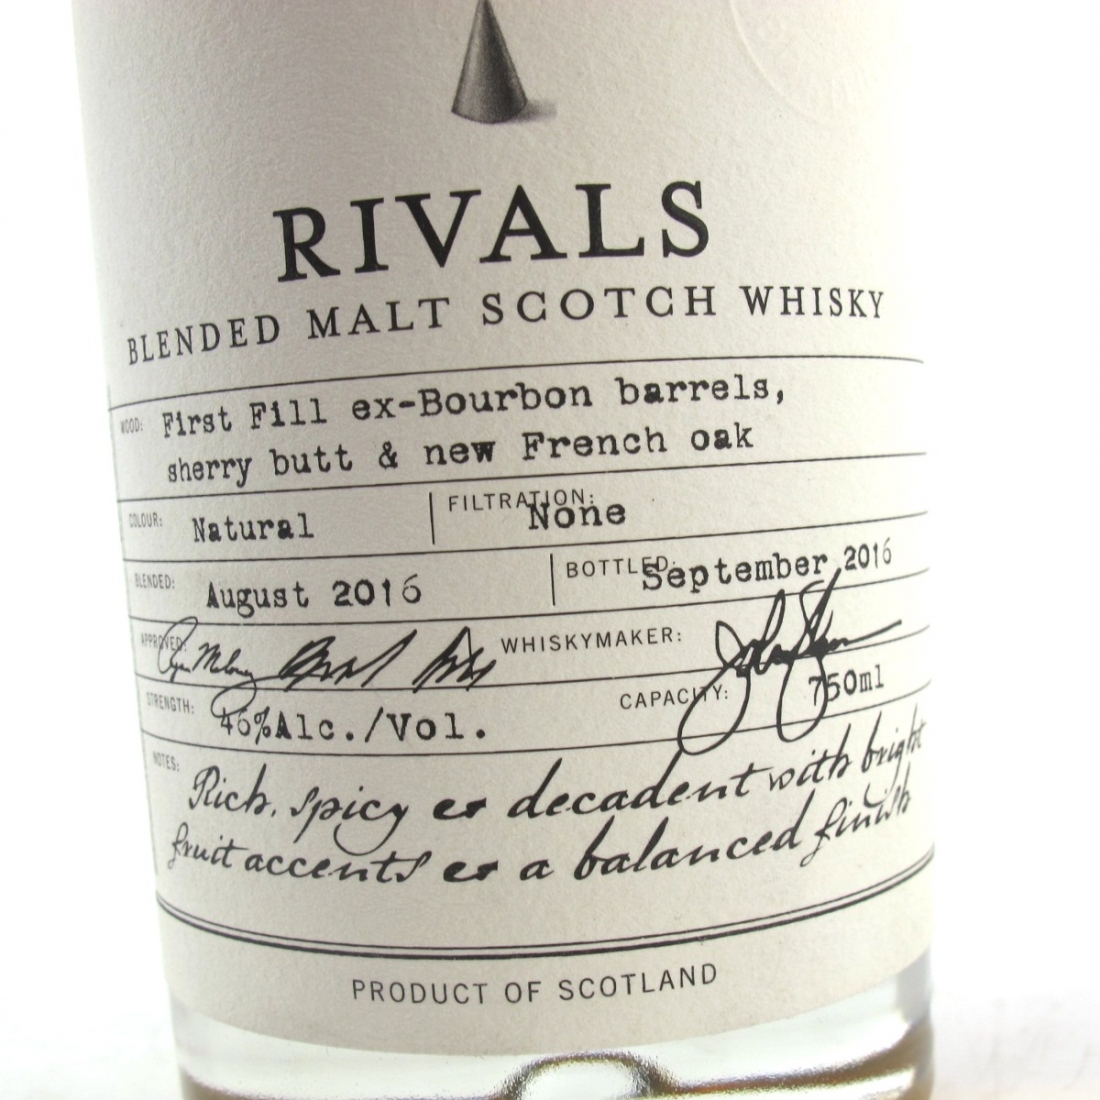 RIVALS
BLENDED MALT SCOTCH WHISKY
WOOD: First Fill ex-Bourbon barrels,
sherry butt & new French oak
COLOUR: Natural FILTRATION: None
BLENDED: August 2016 BOTTLED: September 2016
APPROVED: WHISKYMAKER:
STRENGTH: 46%Alc./Vol. CAPACITY: 750ml
NOTES: Rich, spicy & decadent with bright
fruit accents & a balanced finish
PRODUCT OF SCOTLAND